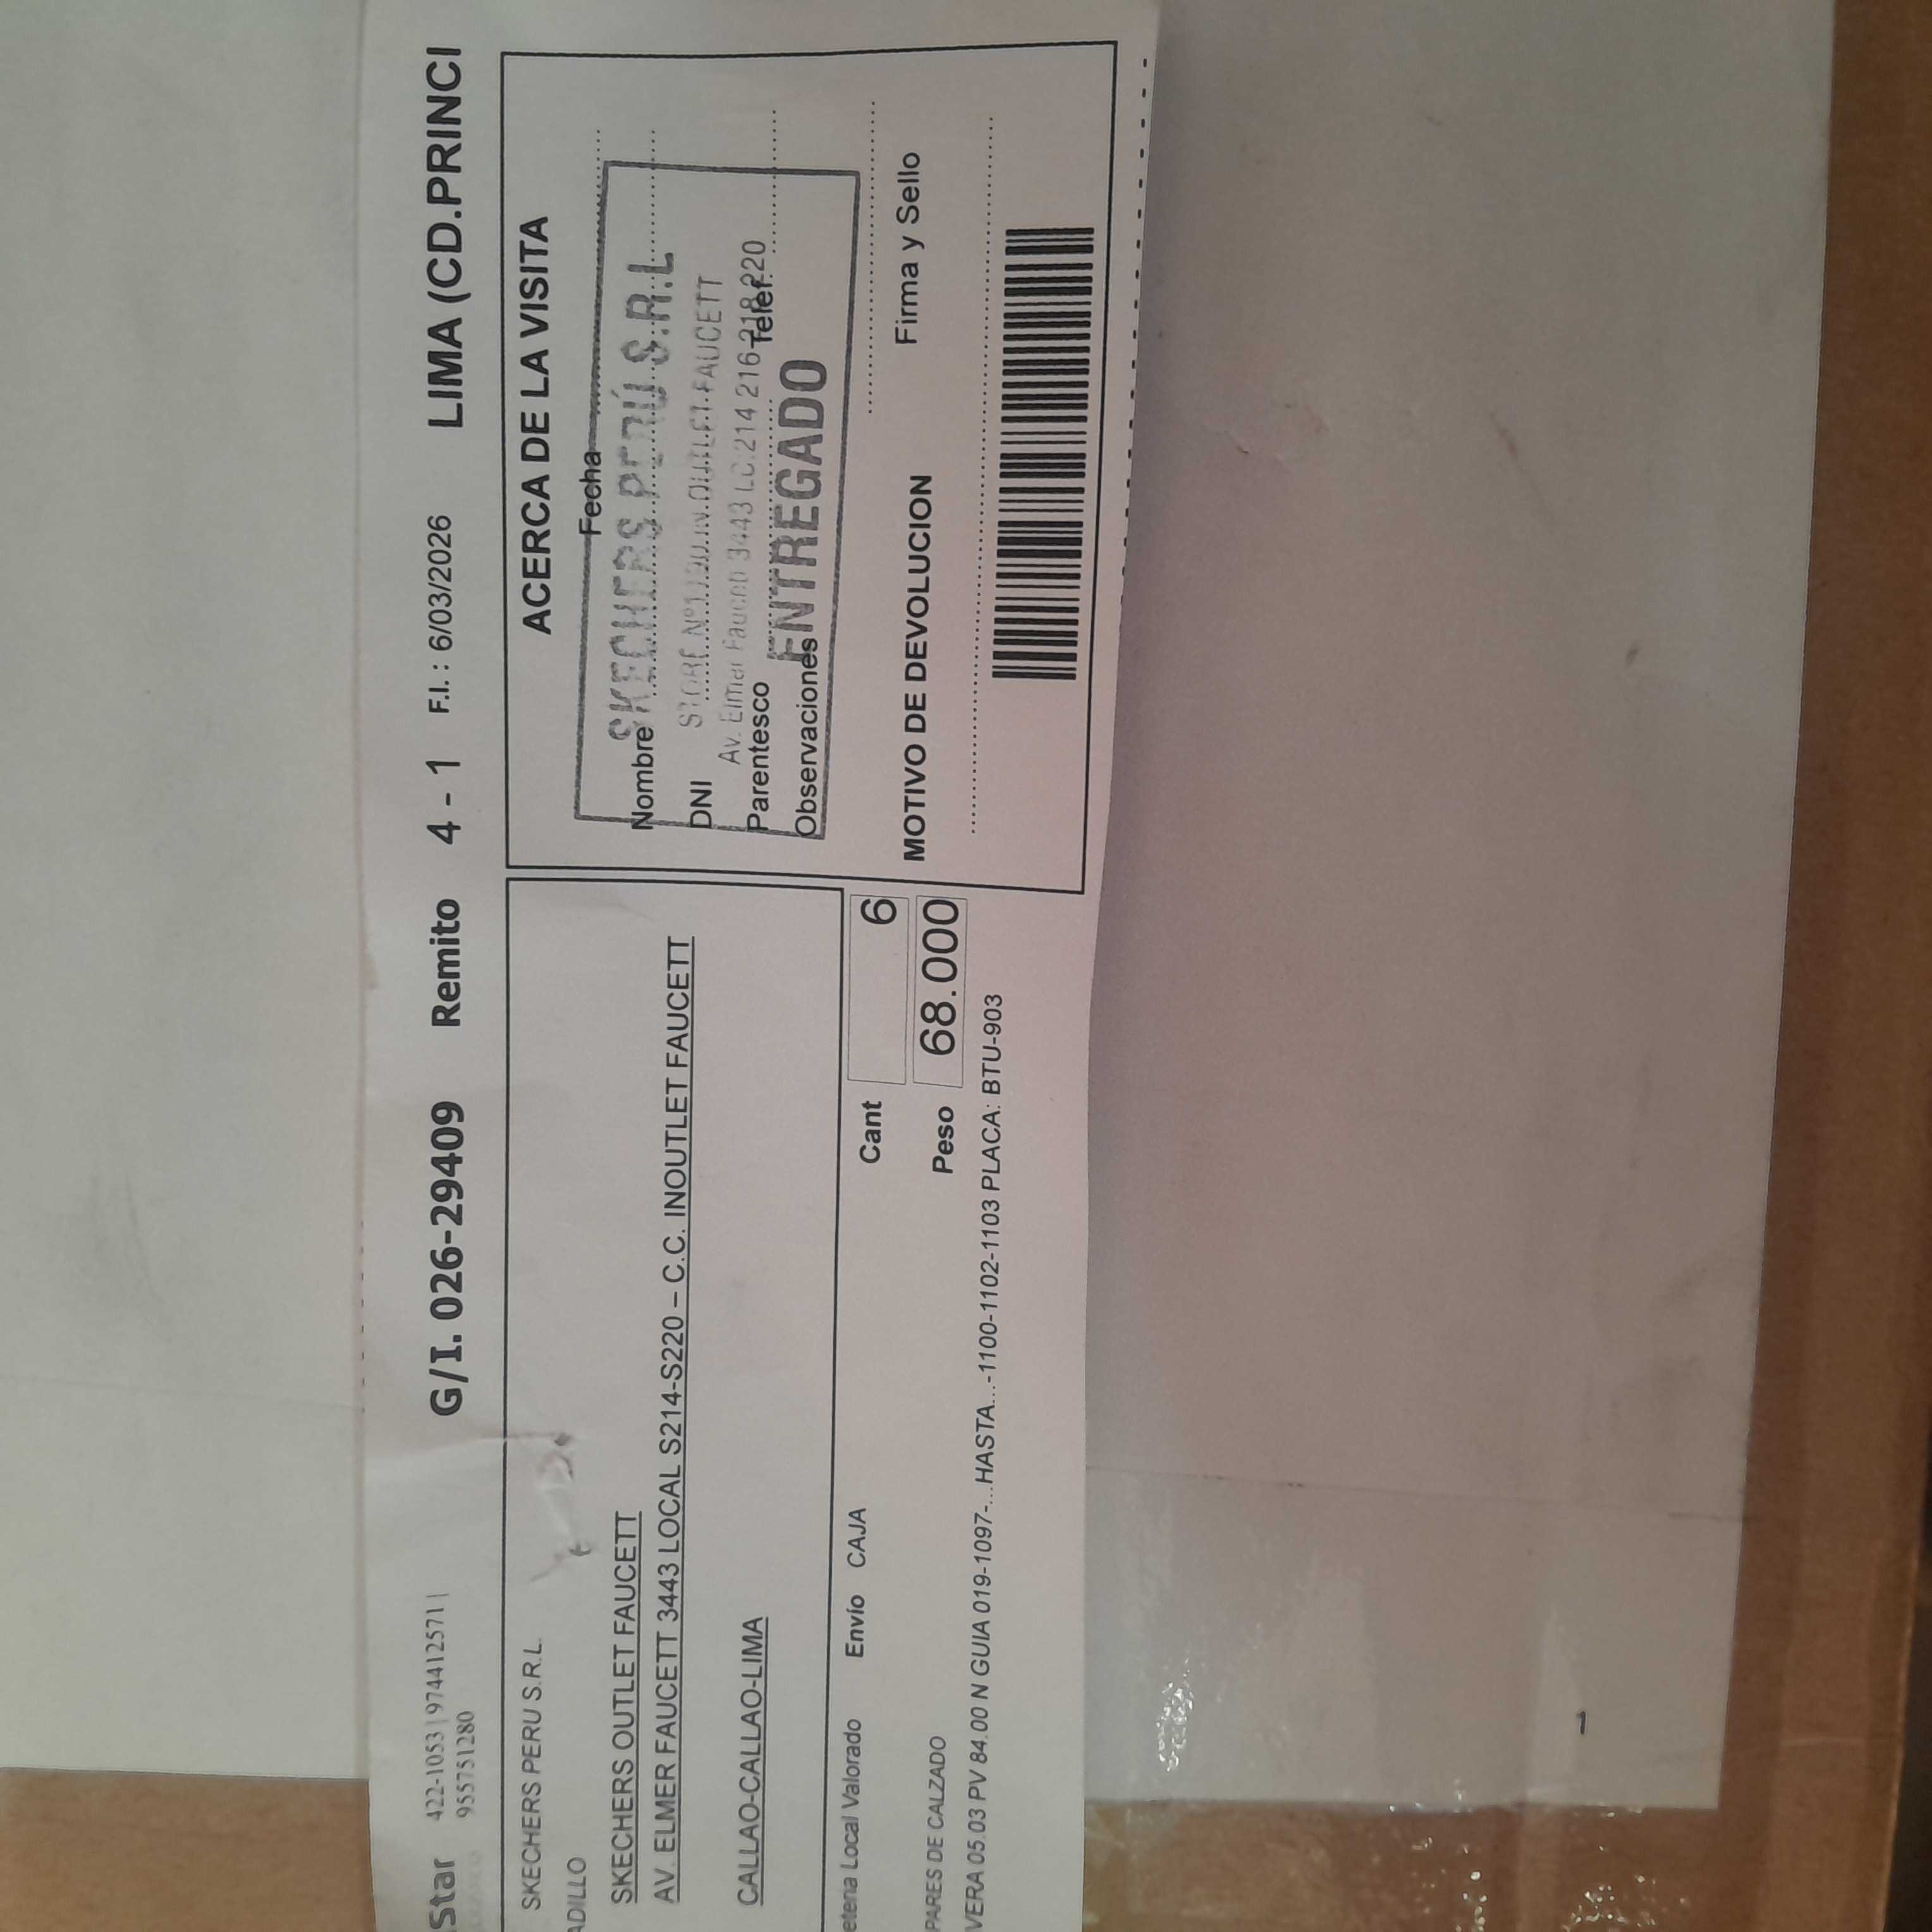 Star 422-1053 | 974412571 |
955751280
G/I. 026-29409 Remito 4 - 1 F.I. : 6/03/2026 LIMA (CD.PRINCI
SKECHERS PERU S.R.L.
ADILLO
SKECHERS OUTLET FAUCETT
AV. ELMER FAUCETT 3443 LOCAL S214-S220 – C.C. INOUTLET FAUCETT
CALLAO-CALLAO-LIMA
etería Local Valorado Envío CAJA Cant 6
PARES DE CALZADO Peso 68.000
VERA 05.03 PV 84.00 N GUIA 019-1097-...HASTA...-1100-1102-1103 PLACA: BTU-903
ACERCA DE LA VISITA
Fecha
Nombre
SKECHERS PERÚ S.R.L
DNI
FAUCETT
Av. Elmer Faucett 3443 LC.214 216-218-220
Parentesco Telef.
Observaciones
ENTREGADO
MOTIVO DE DEVOLUCION Firma y Sello